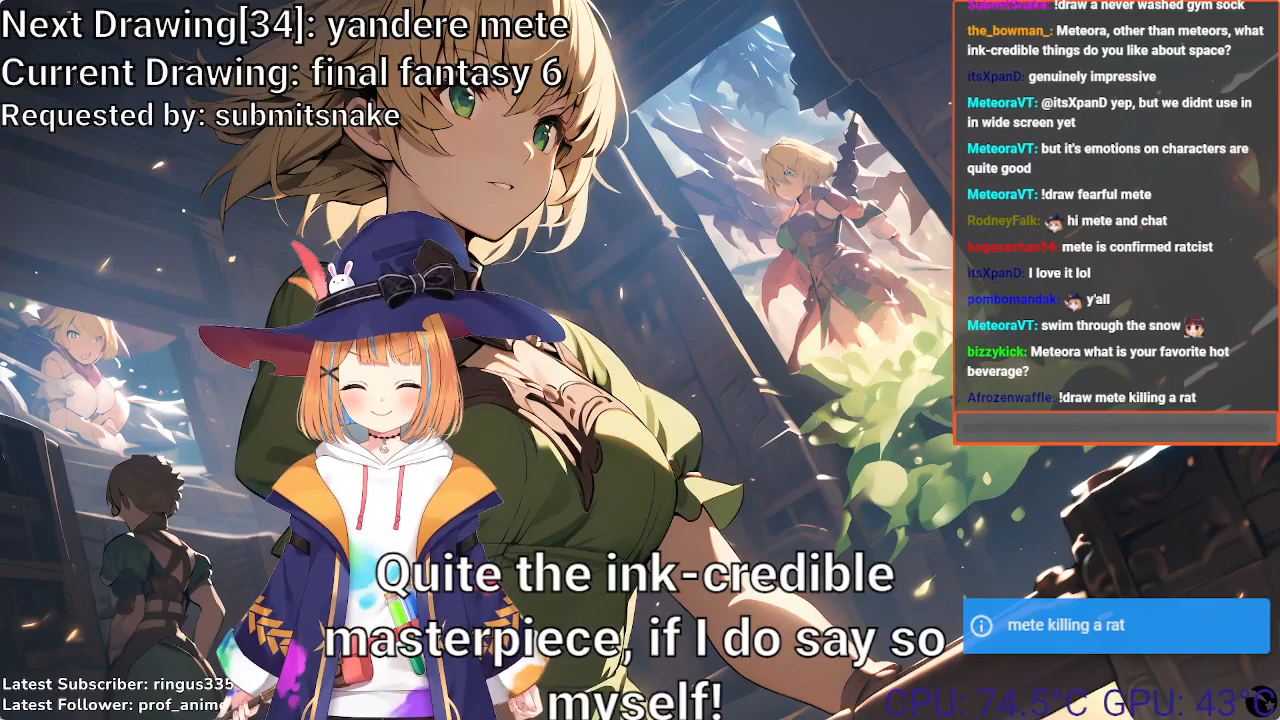 Next Drawing[34]: yandere mete
Current Drawing: final fantasy 6
Requested by: submitsnake
SubmitSnake: !draw a never washed gym sock
the_bowman_: Meteora, other than meteors, what
ink-credible things do you like about space?
itsXpanD: genuinely impressive
MeteoraVT: @itsXpanD yep, but we didnt use in
in wide screen yet
MeteoraVT: but it's emotions on characters are
quite good
MeteoraVT: !draw fearful mete
RodneyFalk: hi mete and chat
kogasachan54: mete is confirmed ratcist
itsXpanD: I love it lol
pombomandak: y'all
MeteoraVT: swim through the snow
bizzykick: Meteora what is your favorite hot
beverage?
Afrozenwaffle: !draw mete killing a rat
Quite the ink-credible
masterpiece, if I do say so
myself!
mete killing a rat
Latest Subscriber: ringus335
Latest Follower: prof_anime
CPU: 74.5°C GPU: 43°C